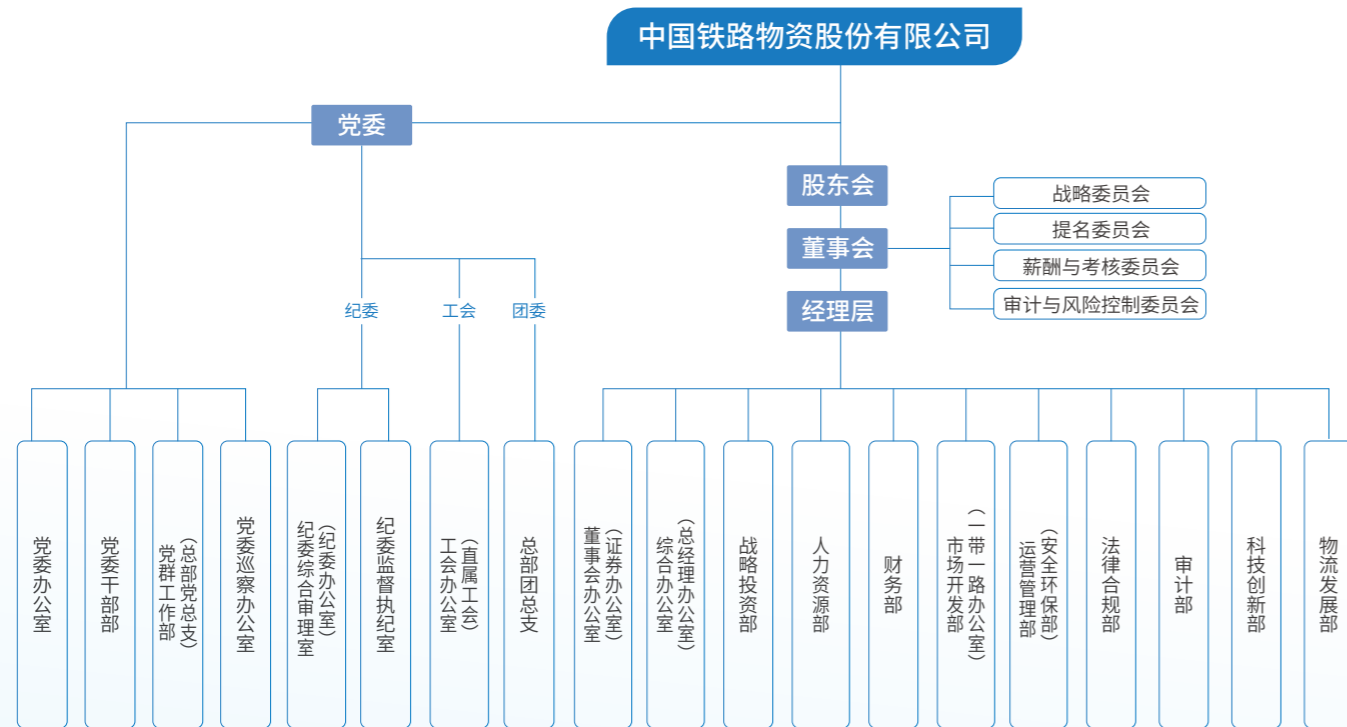 中国铁路物资股份有限公司
党委
股东会
董事会
经理层
战略委员会
提名委员会
薪酬与考核委员会
审计与风险控制委员会
纪委
工会
团委
党委办公室
党委干部部
党群工作部
（总部党总支）
党委巡察办公室
纪委综合审理室
（纪委办公室）
纪委监督执纪室
工会办公室
（直属工会）
总部团总支
董事会办公室
（证券办公室）
综合办公室
（总经理办公室）
战略投资部
人力资源部
财务部
市场开发部
（一带一路办公室）
运营管理部
（安全环保部）
法律合规部
审计部
科技创新部
物流发展部